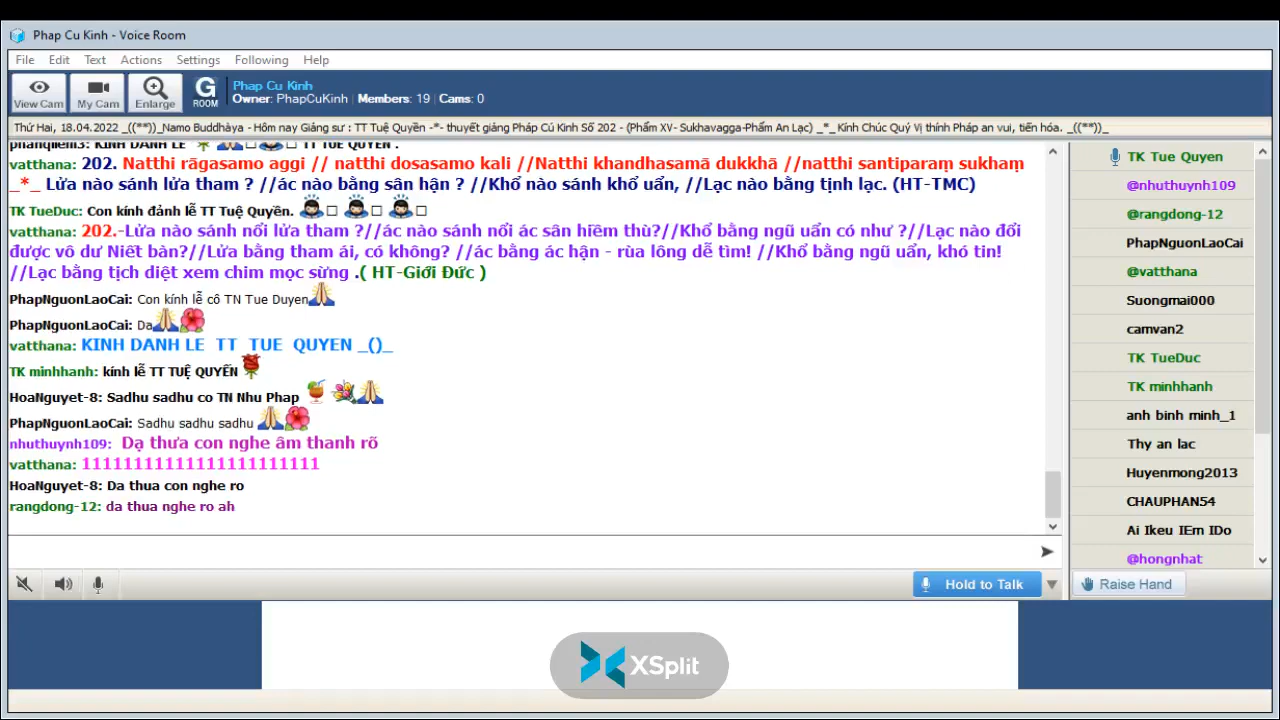 Phap Cu Kinh - Voice Room
File Edit Text Actions Settings Following Help
View Cam
My Cam
Enlarge
G
ROOM
Phap Cu Kinh
Owner: PhapCuKinh | Members: 19 | Cams: 0
Thứ Hai, 18.04.2022 _((**))_Namo Buddhàya - Hôm nay Giảng sư : TT Tuệ Quyền -*- thuyết giảng Pháp Cú Kinh Số 202 - (Phẩm XV- Sukhavagga-Phẩm An Lạc) _*_ Kính Chúc Quý Vị thính Pháp an vui, tiến hóa. _((**))_
TT TUE QUYEN .
vatthana: 202. Natthi rāgasamo aggi // natthi dosasamo kali //Natthi khandhasamā dukkhā //natthi santiparaṃ sukhaṃ
_*_ Lửa nào sánh lửa tham ? //ác nào bằng sân hận ? //Khổ nào sánh khổ uẩn, //Lạc nào bằng tịnh lạc. (HT-TMC)
TK TueDuc: Con kính đảnh lễ TT Tuệ Quyền.
vatthana: 202.-Lửa nào sánh nổi lửa tham ?//ác nào sánh nổi ác sân hiềm thù?//Khổ bằng ngũ uẩn có như ?//Lạc nào đổi
được vô dư Niết bàn?//Lửa bằng tham ái, có không? //ác bằng ác hận - rùa lông dễ tìm! //Khổ bằng ngũ uẩn, khó tin!
//Lạc bằng tịch diệt xem chim mọc sừng .( HT-Giới Đức )
PhapNguonLaoCai: Con kính lễ cô TN Tue Duyen
PhapNguonLaoCai: Da
vatthana: KINH DANH LE TT TUE QUYEN _()_
TK minhhanh: kính lễ TT TUỆ QUYỀN
HoaNguyet-8: Sadhu sadhu co TN Nhu Phap
PhapNguonLaoCai: Sadhu sadhu sadhu
nhuthuynh109: Dạ thưa con nghe âm thanh rõ
vatthana: 11111111111111111111111
HoaNguyet-8: Da thua con nghe ro
rangdong-12: da thua nghe ro ah
Hold to Talk
TK Tue Quyen
@nhuthuynh109
@rangdong-12
PhapNguonLaoCai
@vatthana
Suongmai000
camvan2
TK TueDuc
TK minhhanh
anh binh minh_1
Thy an lac
Huyenmong2013
CHAUPHAN54
Ai Ikeu IEm IDo
@hongnhat
Raise Hand
XSplit